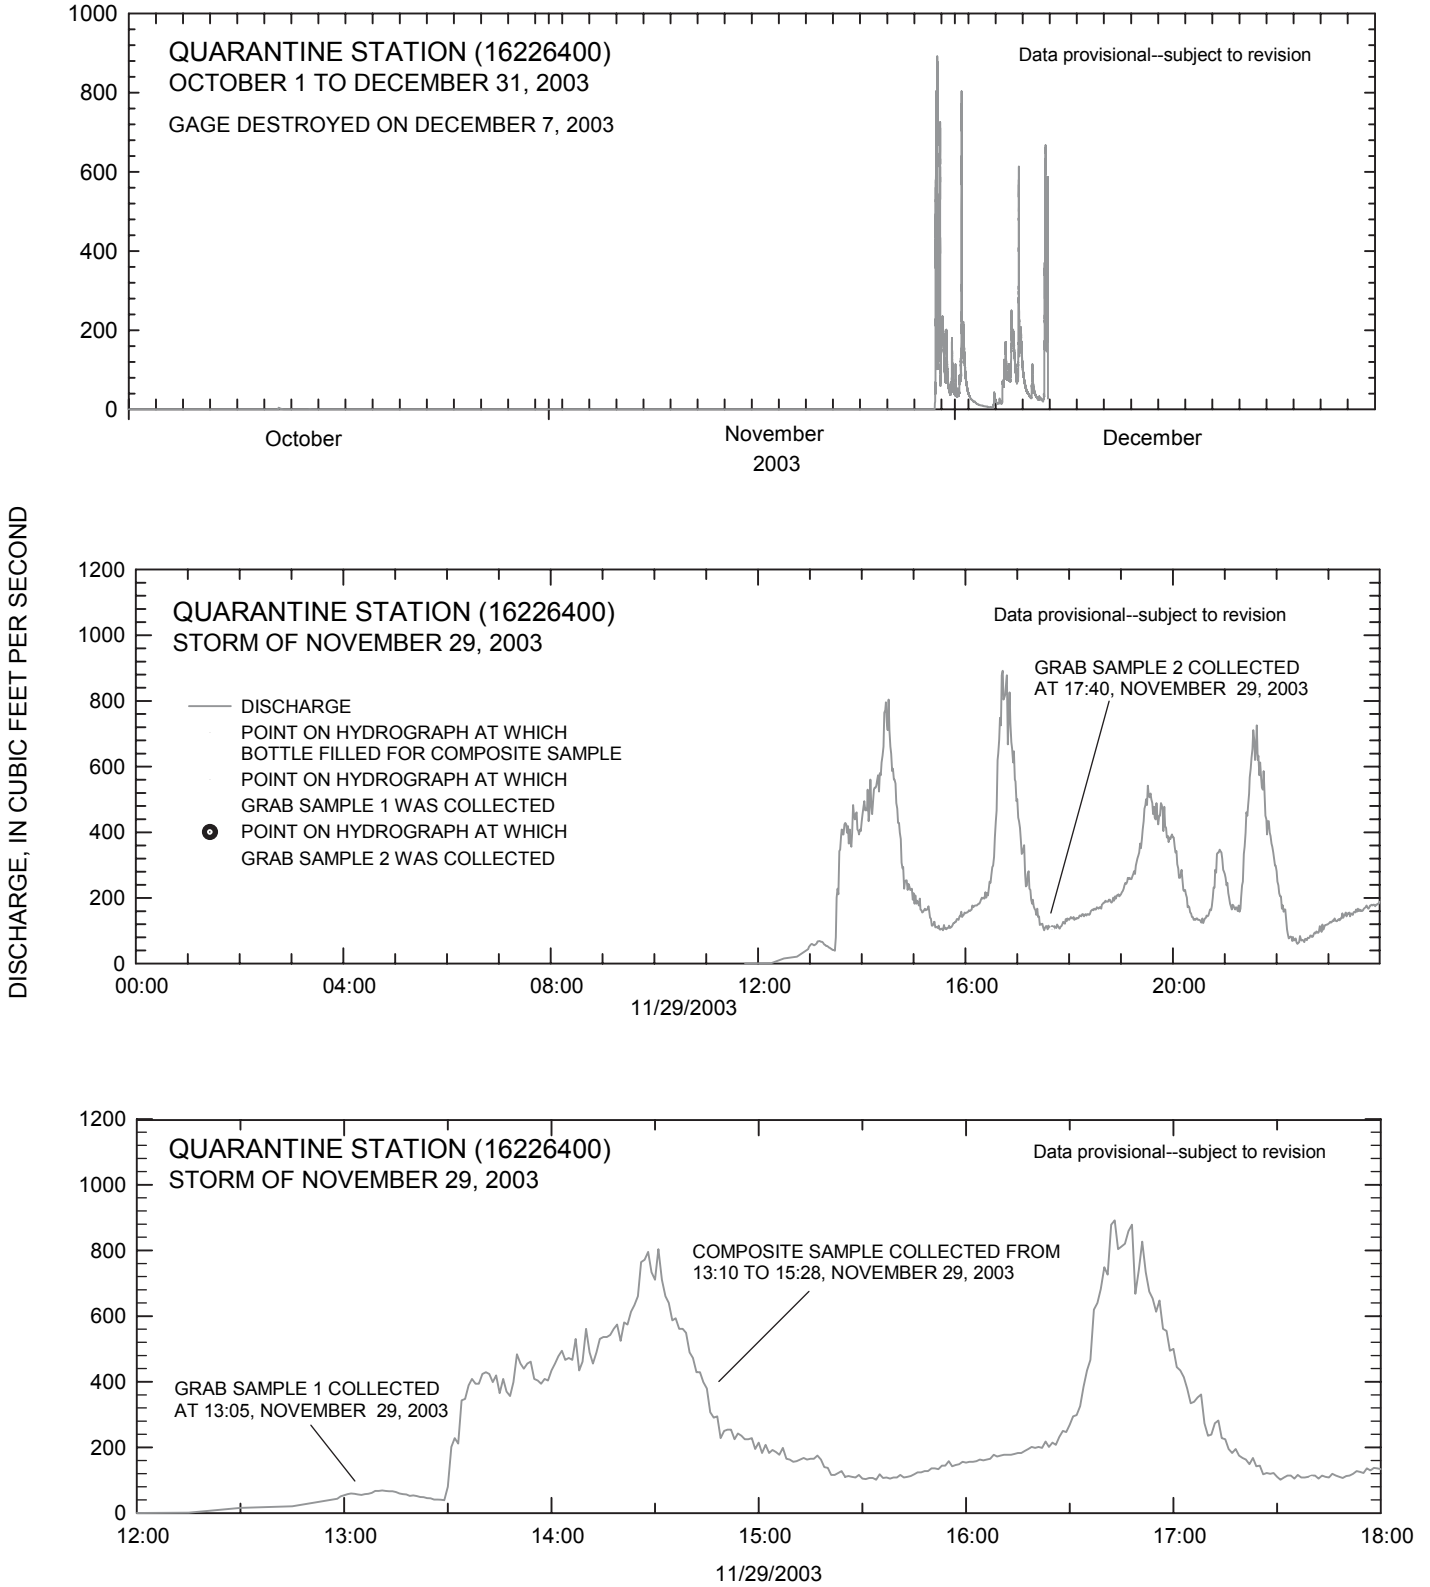 1000
800
600
400
200
0
QUARANTINE STATION (16226400)
OCTOBER 1 TO DECEMBER 31, 2003
GAGE DESTROYED ON DECEMBER 7, 2003
Data provisional--subject to revision
October
November
December
2003
DISCHARGE, IN CUBIC FEET PER SECOND
1200
1000
800
600
400
200
0
QUARANTINE STATION (16226400)
STORM OF NOVEMBER 29, 2003
Data provisional--subject to revision
GRAB SAMPLE 2 COLLECTED
AT 17:40, NOVEMBER 29, 2003
DISCHARGE
POINT ON HYDROGRAPH AT WHICH
BOTTLE FILLED FOR COMPOSITE SAMPLE
POINT ON HYDROGRAPH AT WHICH
GRAB SAMPLE 1 WAS COLLECTED
POINT ON HYDROGRAPH AT WHICH
GRAB SAMPLE 2 WAS COLLECTED
00:00 04:00 08:00 12:00 16:00 20:00
11/29/2003
1200
1000
800
600
400
200
0
QUARANTINE STATION (16226400)
STORM OF NOVEMBER 29, 2003
Data provisional--subject to revision
COMPOSITE SAMPLE COLLECTED FROM
13:10 TO 15:28, NOVEMBER 29, 2003
GRAB SAMPLE 1 COLLECTED
AT 13:05, NOVEMBER 29, 2003
12:00 13:00 14:00 15:00 16:00 17:00 18:00
11/29/2003